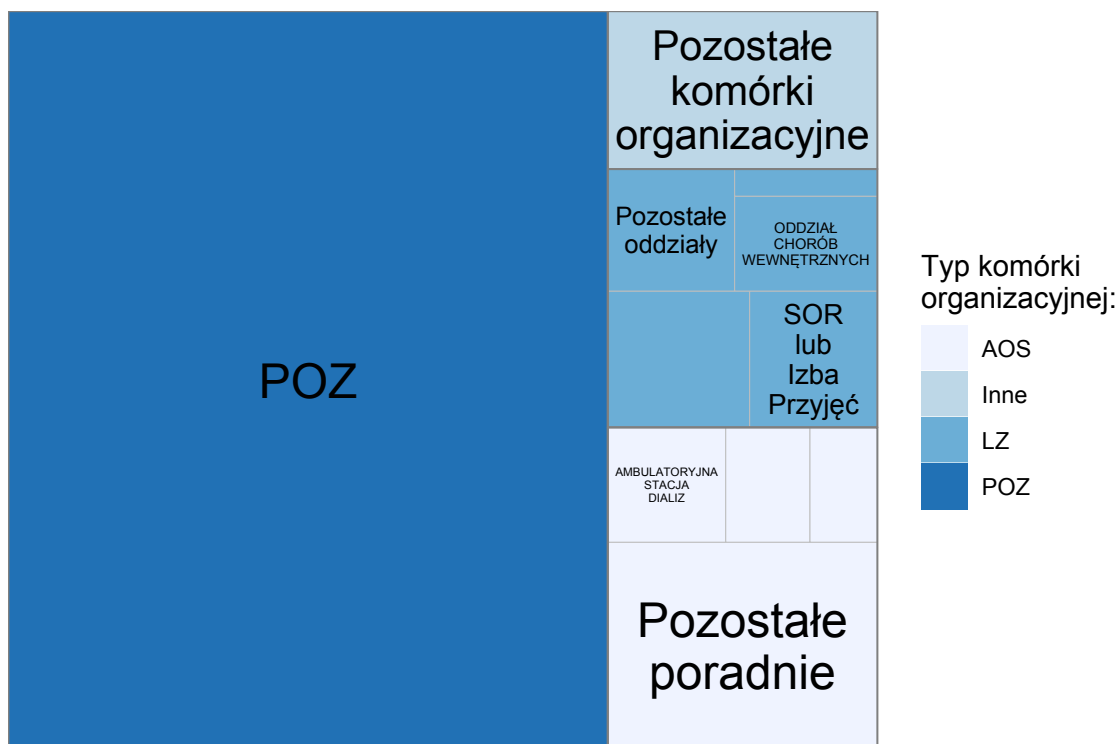 POZ
Pozostałe
komórki
organizacyjne
Pozostałe
oddziały
ODDZIAŁ
CHORÓB
WEWNĘTRZNYCH
SOR
lub
Izba
Przyjęć
AMBULATORYJNA
STACJA
DIALIZ
Pozostałe
poradnie
Typ komórki
organizacyjnej:
AOS
Inne
LZ
POZ